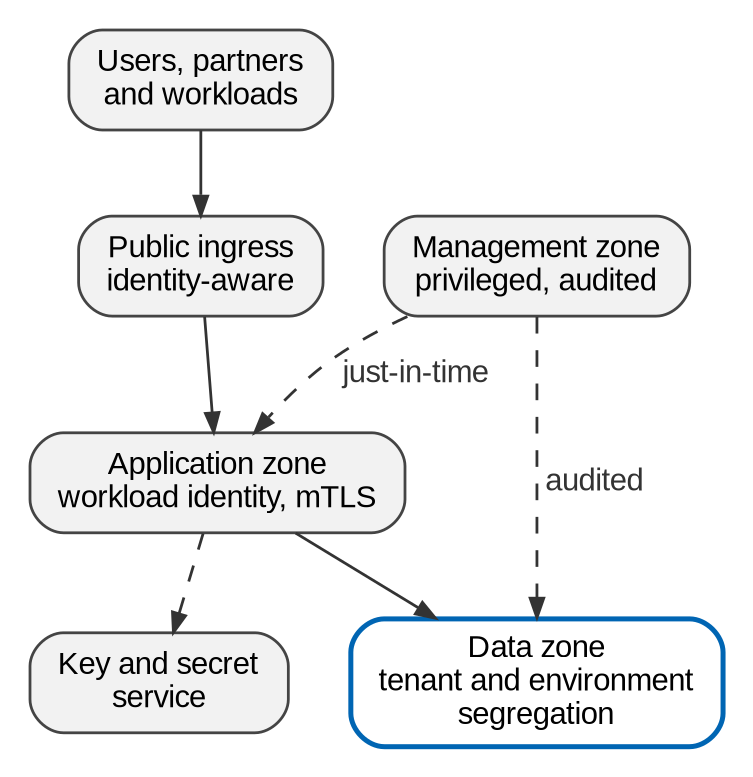 Users, partners
and workloads
Public ingress
identity-aware
Management zone
privileged, audited
just-in-time
Application zone
workload identity, mTLS
audited
Key and secret
service
Data zone
tenant and environment
segregation